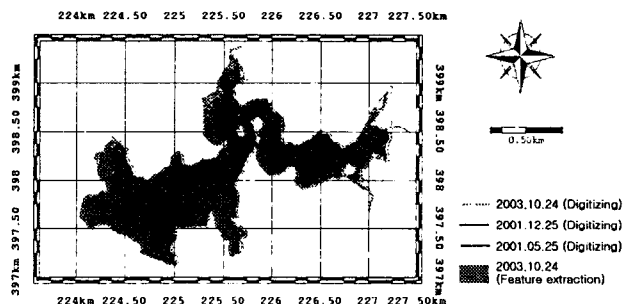 224km 224.50 225 225.50 226 226.50 227 227.50km
399km
398.50
398
397.50
397km
399km
398.50
398
397.50
397km
224km 224.50 225 225.50 226 226.50 227 227.50km
0.50km
2003.10.24 (Digitizing)
2001.12.25 (Digitizing)
2001.05.25 (Digitizing)
2003.10.24
(Feature extraction)